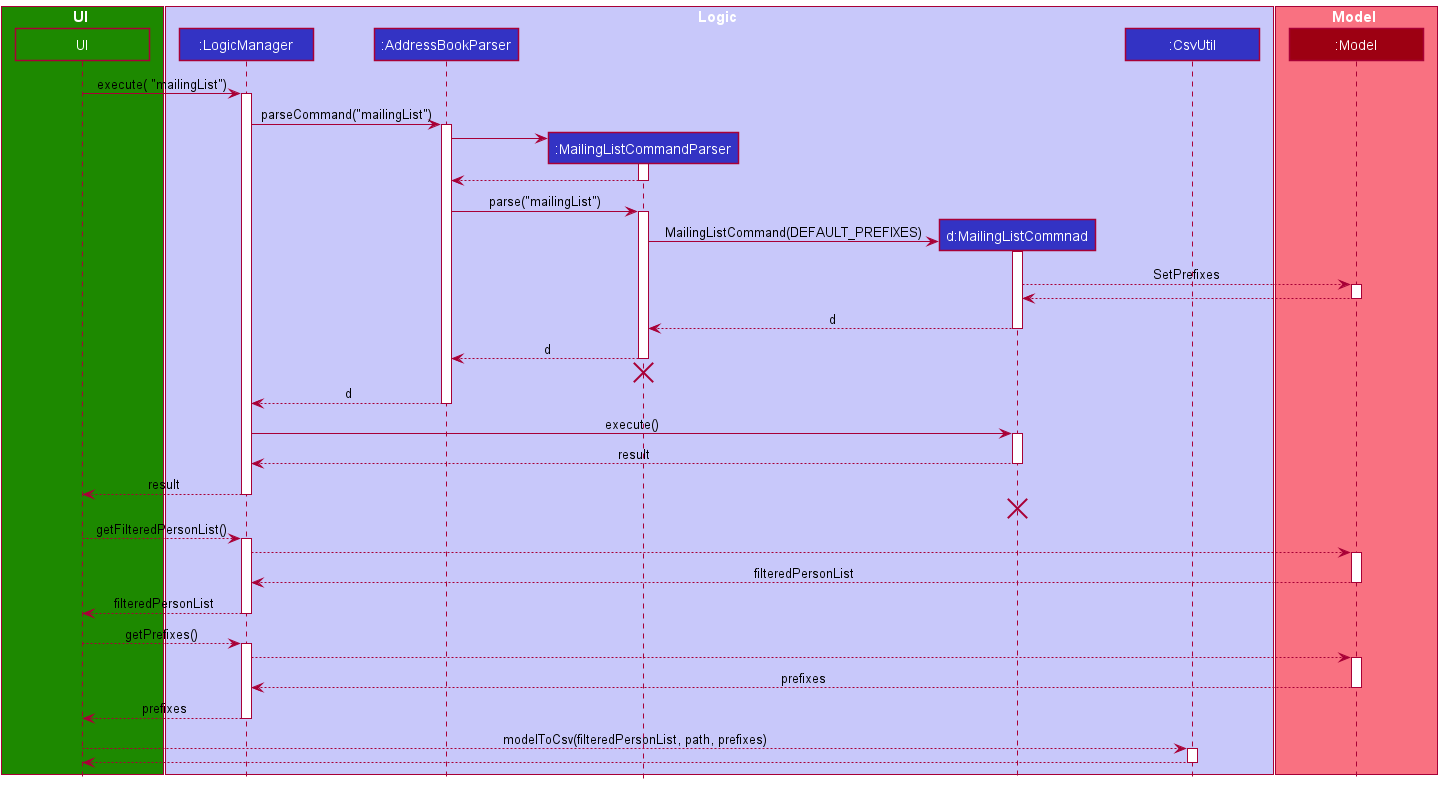 UI
Logic
Model
UI
:LogicManager
:AddressBookParser
:CsvUtil
:Model
execute( "mailingList")
parseCommand("mailingList")
:MailingListCommandParser
parse("mailingList")
MailingListCommand(DEFAULT_PREFIXES)
d:MailingListCommnad
SetPrefixes
d
d
d
execute()
result
result
getFilteredPersonList()
filteredPersonList
filteredPersonList
getPrefixes()
prefixes
prefixes
modelToCsv(filteredPersonList, path, prefixes)